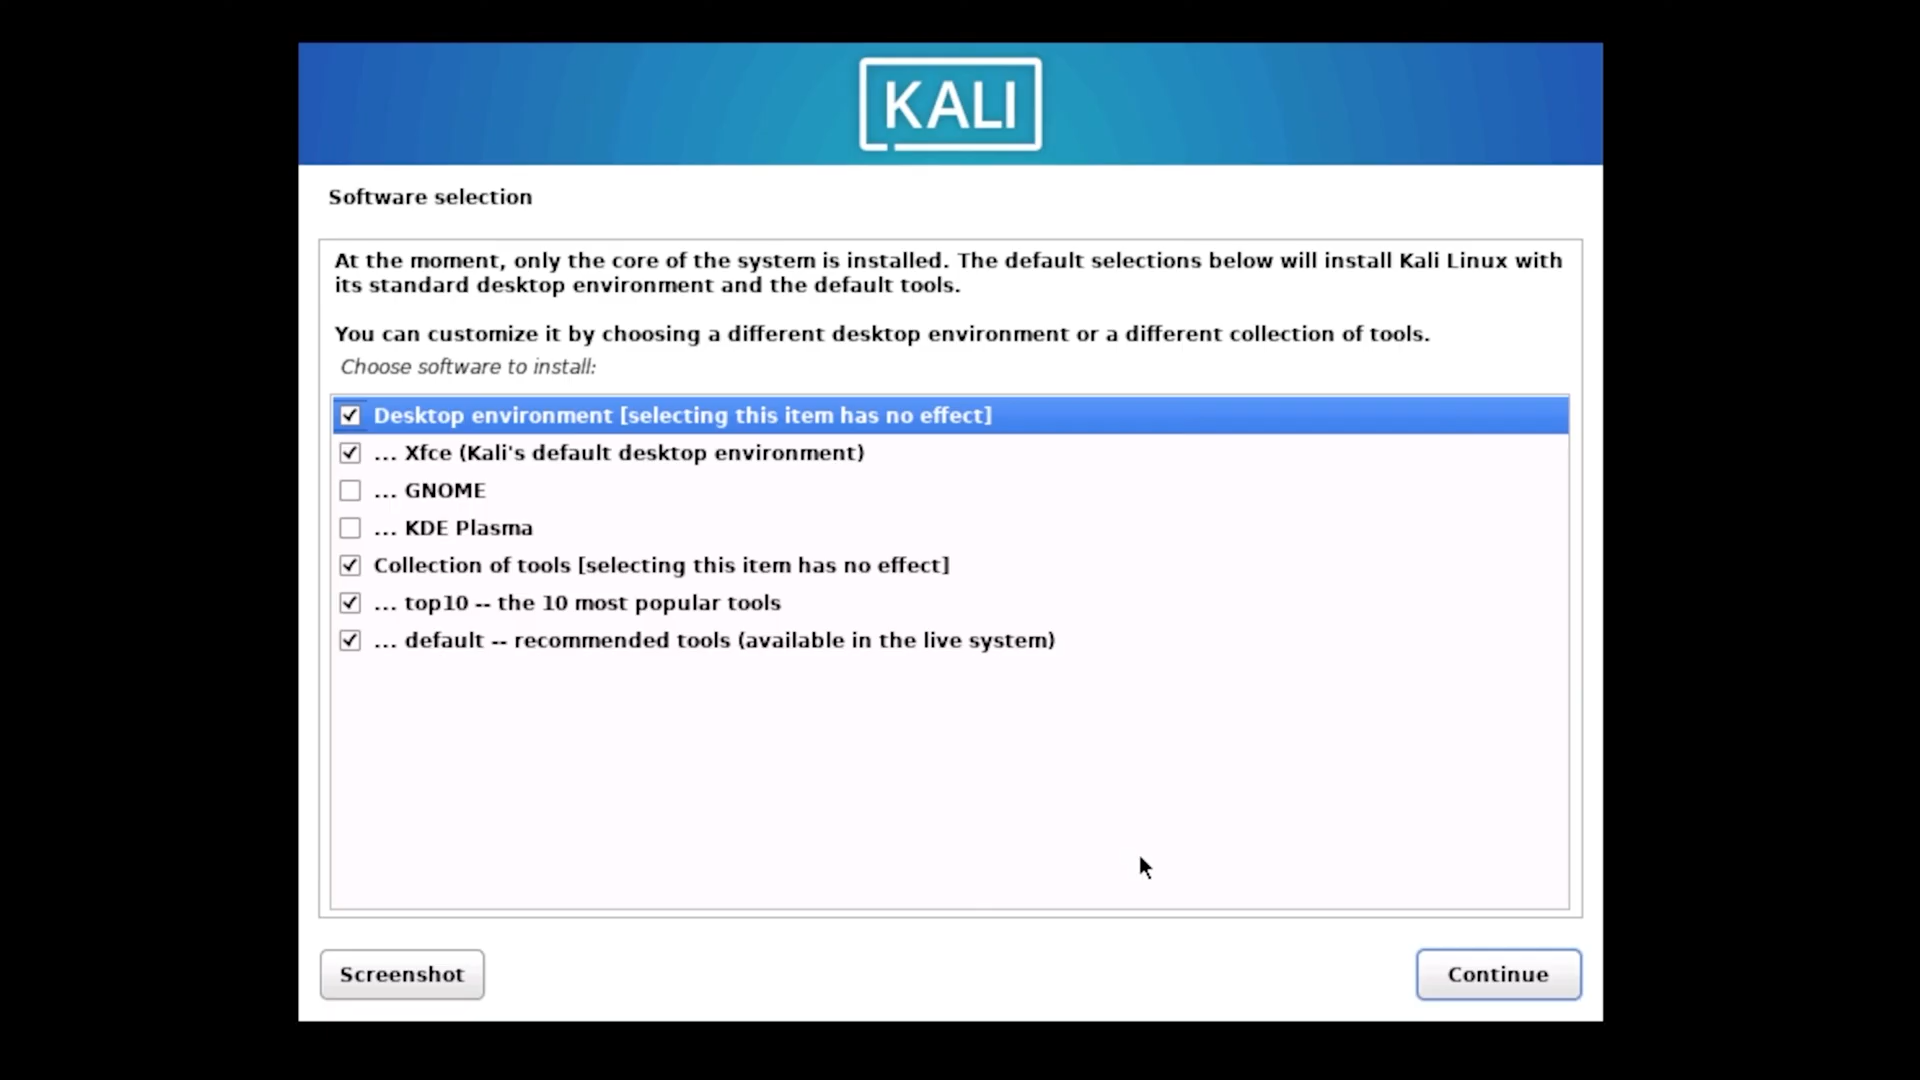 KALI
Software selection
At the moment, only the core of the system is installed. The default selections below will install Kali Linux with
its standard desktop environment and the default tools.
You can customize it by choosing a different desktop environment or a different collection of tools.
Choose software to install:
Desktop environment [selecting this item has no effect]
... Xfce (Kali's default desktop environment)
... GNOME
... KDE Plasma
Collection of tools [selecting this item has no effect]
... top10 -- the 10 most popular tools
... default -- recommended tools (available in the live system)
Screenshot
Continue